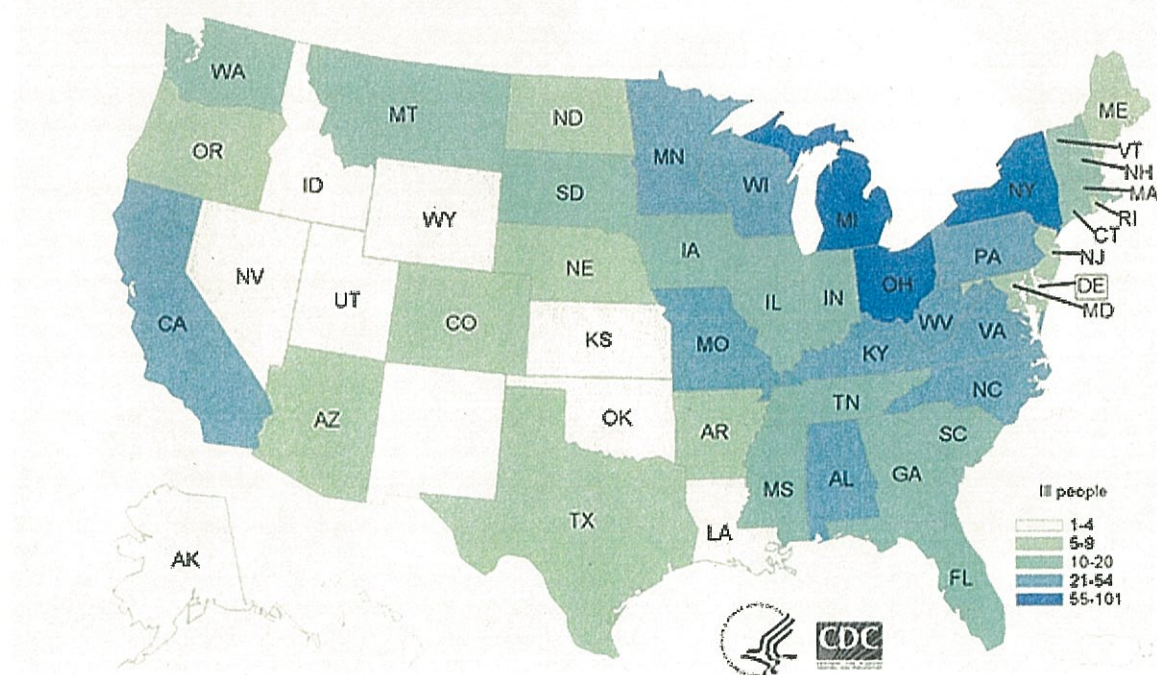 WA
MT
ND
ME
OR
MN
VT
ID
WI
NH
SD
NY
MA
WY
MI
RI
CT
IA
NJ
PA
NE
NV
OH
DE
UT
IL
IN
MD
CO
WV
CA
VA
KS
MO
KY
NC
TN
AZ
OK
AR
SC
GA
AL
MS
Ill people
TX
LA
1-4
5-9
AK
10-20
FL
21-54
55-101
CDC